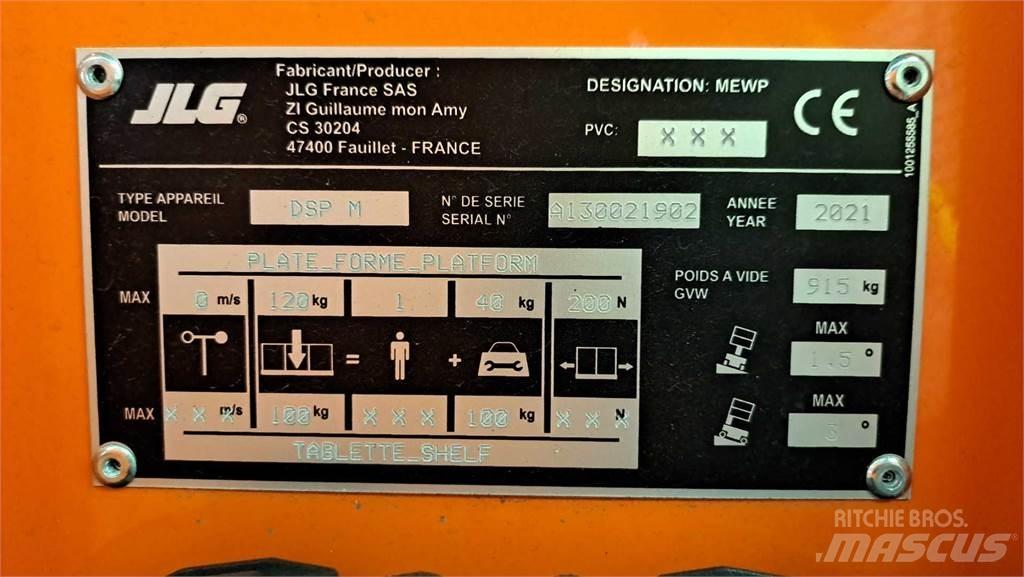 JLG®
Fabricant/Producer :
JLG France SAS
ZI Guillaume mon Amy
CS 30204
47400 Fauillet - FRANCE
DESIGNATION: MEWP
PVC: X X X
CE
1001255585_A
TYPE APPAREIL
MODEL
DSP M
N° DE SERIE
SERIAL N°
A130021902
ANNEE
YEAR
2021
PLATE_FORME_PLATFORM
MAX 0 m/s 120 kg 1 40 kg 200 N
= +
MAX X X X m/s 100 kg X X X 100 kg X X X N
TABLETTE_SHELF
POIDS A VIDE
GVW
915 kg
MAX
1.5 °
MAX
3 °
RITCHIE BROS.
MASCUS